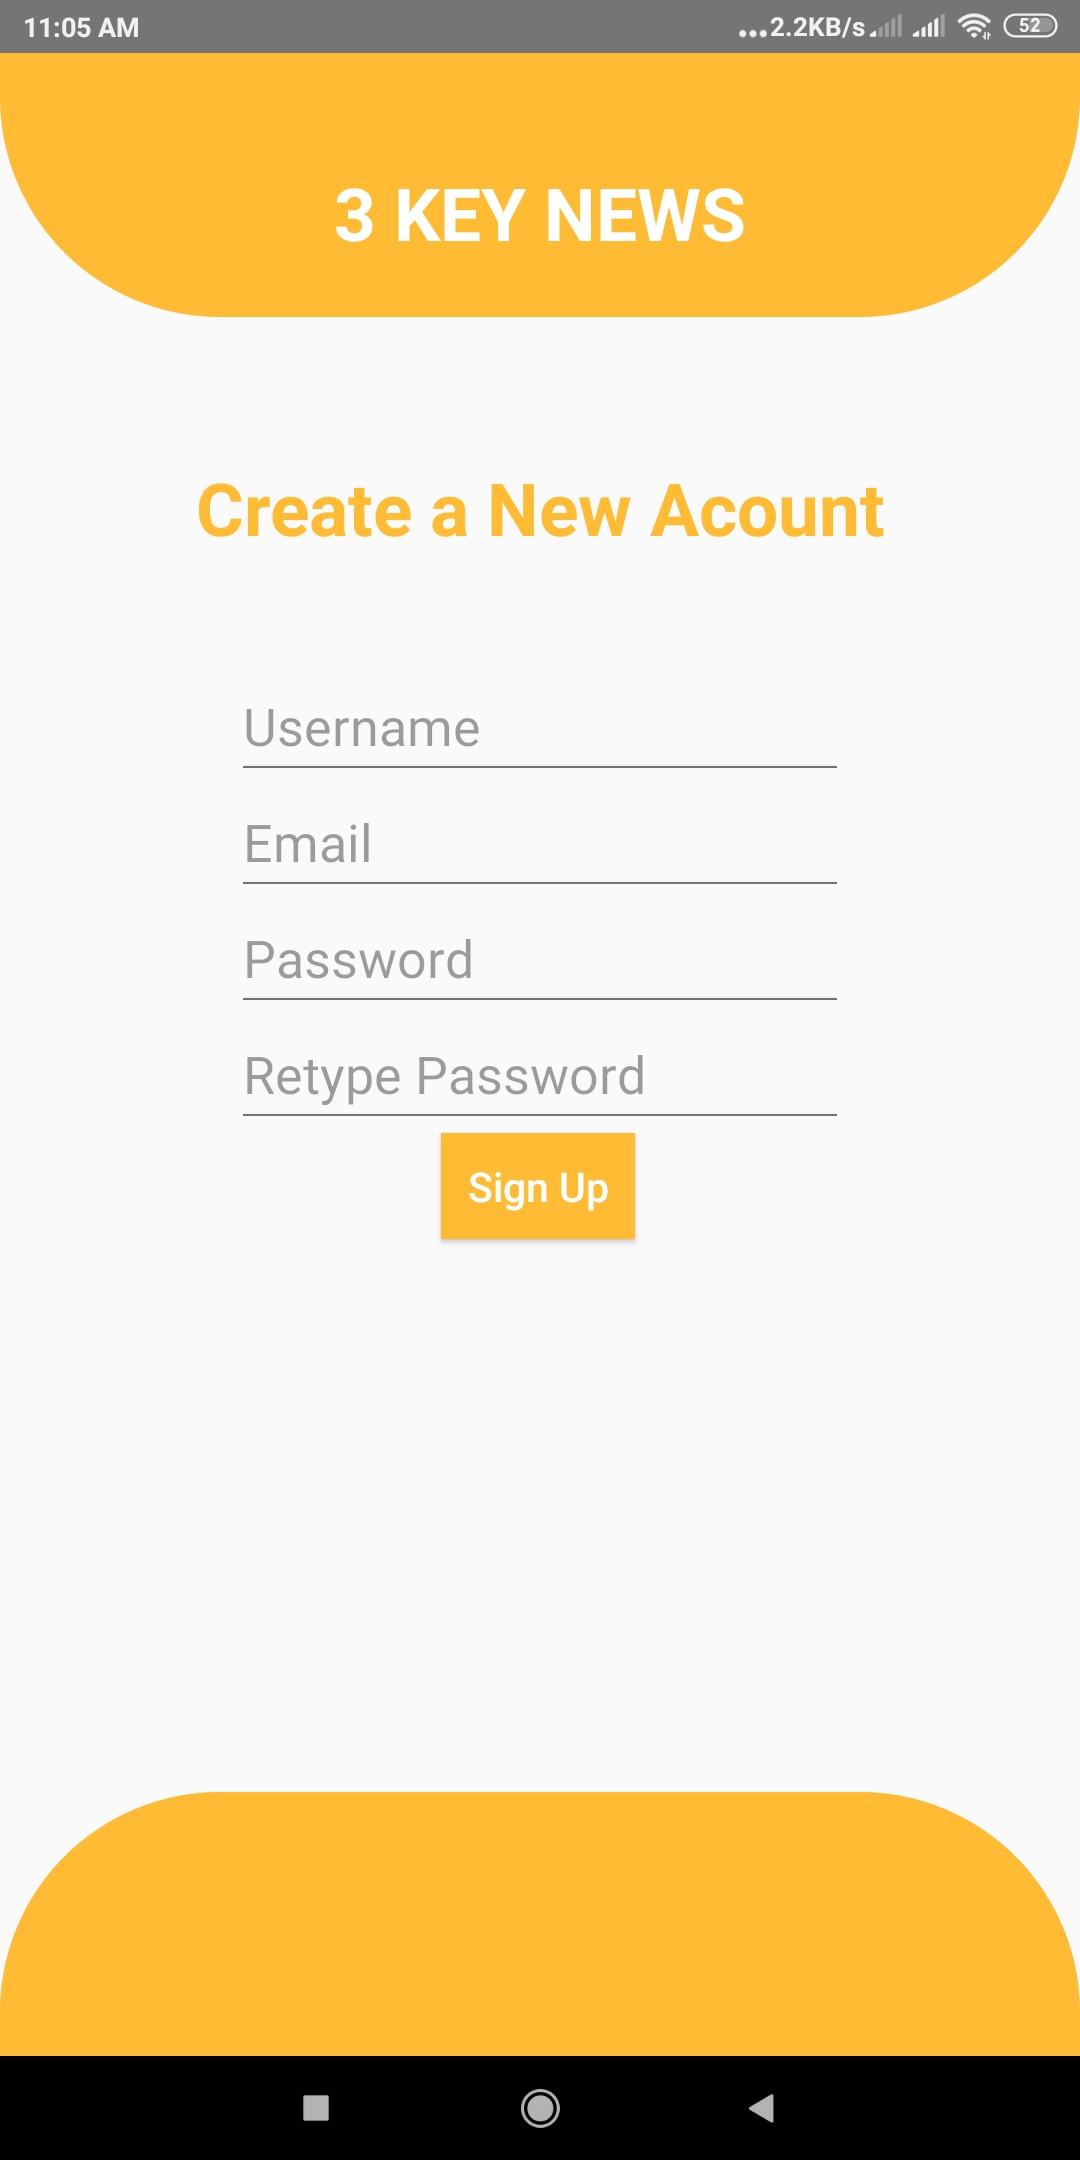 11:05 AM ...2.2KB/s 52
3 KEY NEWS
Create a New Acount
Username
Email
Password
Retype Password
Sign Up